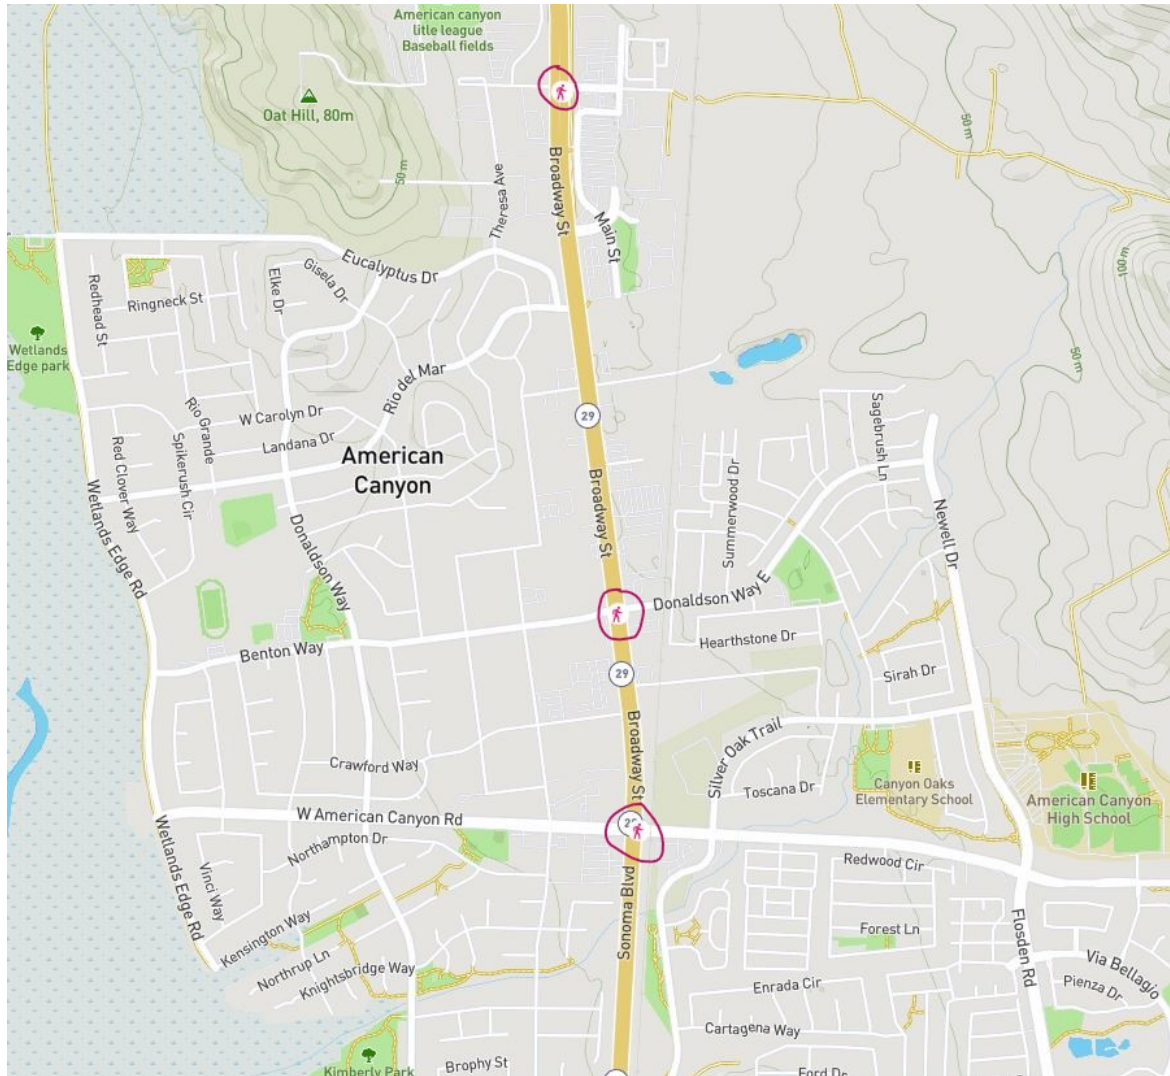 American canyon
litle league
Baseball fields
Oat Hill, 80m
50 m
50 m
100 m
50 m
Theresa Ave
Broadway St
Main St
Eucalyptus Dr
Gisela Dr
Elke Dr
Redhead St
Ringneck St
Wetlands
Edge park
Rio del Mar
W Carolyn Dr
Rio Grande
Landana Dr
Spikerush Cir
Red Clover Way
American
Canyon
29
Broadway St
Sagebrush Ln
Summerwood Dr
Newell Dr
Wetlands Edge Rd
Donaldson Way
Donaldson Way E
Benton Way
Hearthstone Dr
29
Sirah Dr
Broadway St
Silver Oak Trail
Crawford Way
Toscana Dr
Canyon Oaks
Elementary School
American Canyon
High School
W American Canyon Rd
Northampton Dr
Redwood Cir
Wetlands Edge Rd
Vinci Way
Sonoma Blvd
Kensington Way
Forest Ln
Flosden Rd
Northrup Ln
Knightsbridge Way
Via Bellagio
Enrada Cir
Pienza Dr
Cartagena Way
Brophy St
Kimberly Park
Ford Dr